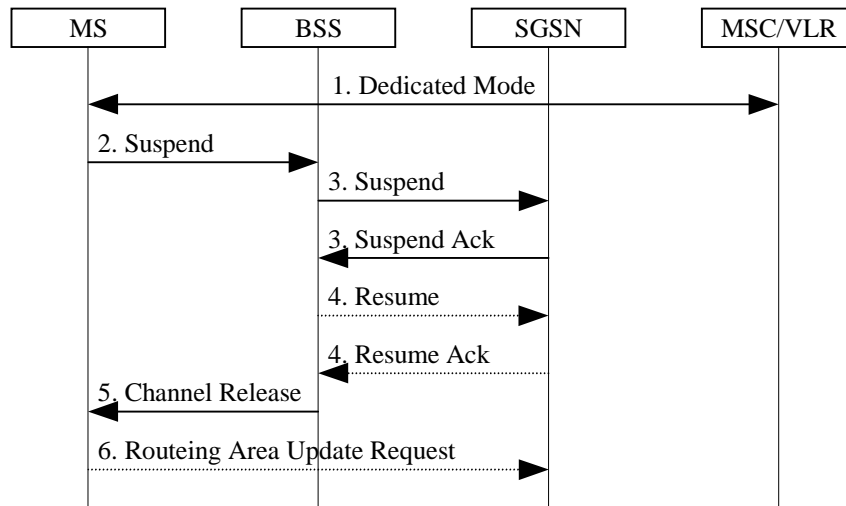 MS
BSS
SGSN
MSC/VLR
1. Dedicated Mode
2. Suspend
3. Suspend
3. Suspend Ack
4. Resume
4. Resume Ack
5. Channel Release
6. Routeing Area Update Request